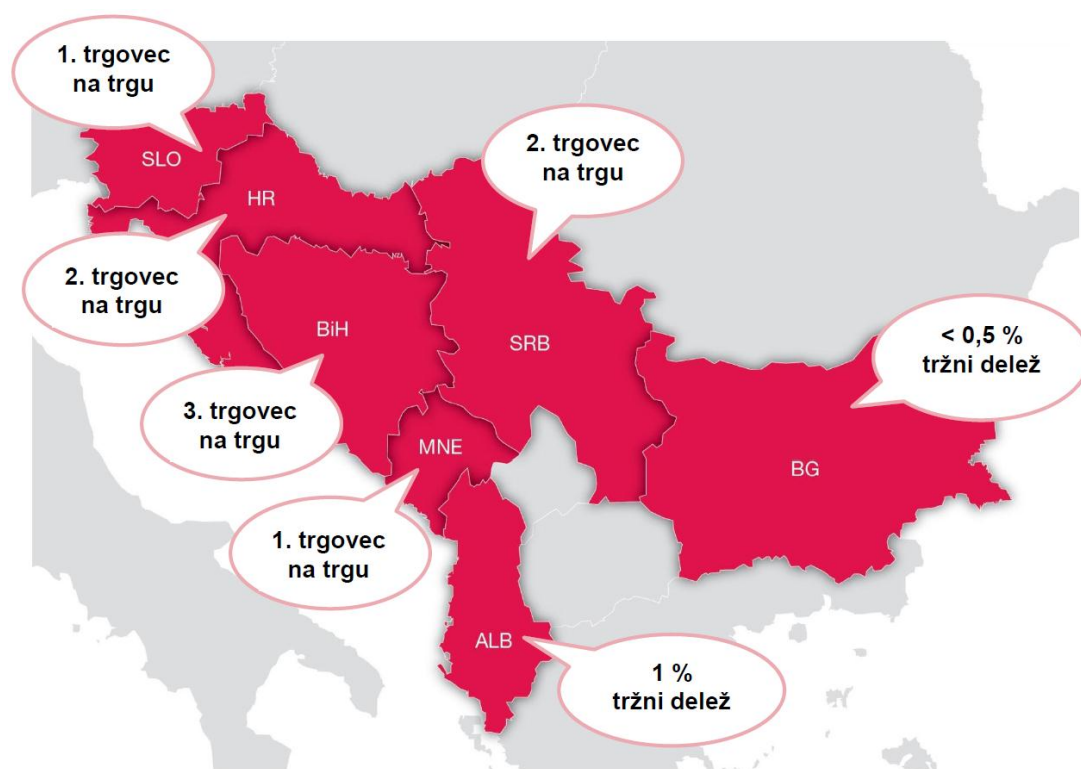 1. trgovec
na trgu
SLO
2. trgovec
na trgu
HR
2. trgovec
na trgu
BiH
SRB
< 0,5 %
tržni delež
3. trgovec
na trgu
MNE
BG
1. trgovec
na trgu
ALB
1 %
tržni delež